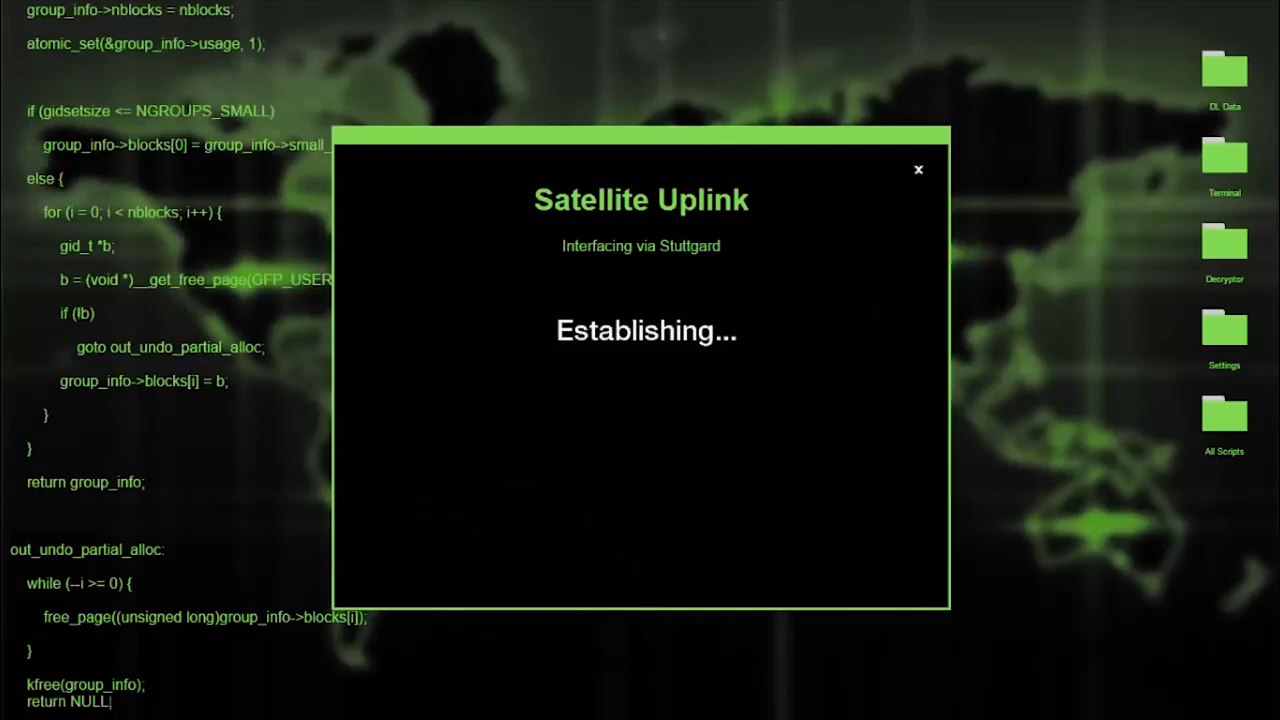 group_info->nblocks = nblocks;
atomic_set(&group_info->usage, 1);
if (gidsetsize <= NGROUPS_SMALL)
group_info->blocks[0] = group_info->small_
else {
for (i = 0; i < nblocks; i++) {
gid_t *b;
b = (void *)__get_free_page(GFP_USER
if (!b)
goto out_undo_partial_alloc;
group_info->blocks[i] = b;
}
}
return group_info;
out_undo_partial_alloc:
while (--i >= 0) {
free_page((unsigned long)group_info->blocks[i]);
}
kfree(group_info);
return NULL
x
Satellite Uplink
Interfacing via Stuttgard
Establishing...
DL Data
Terminal
Decryptor
Settings
All Scripts